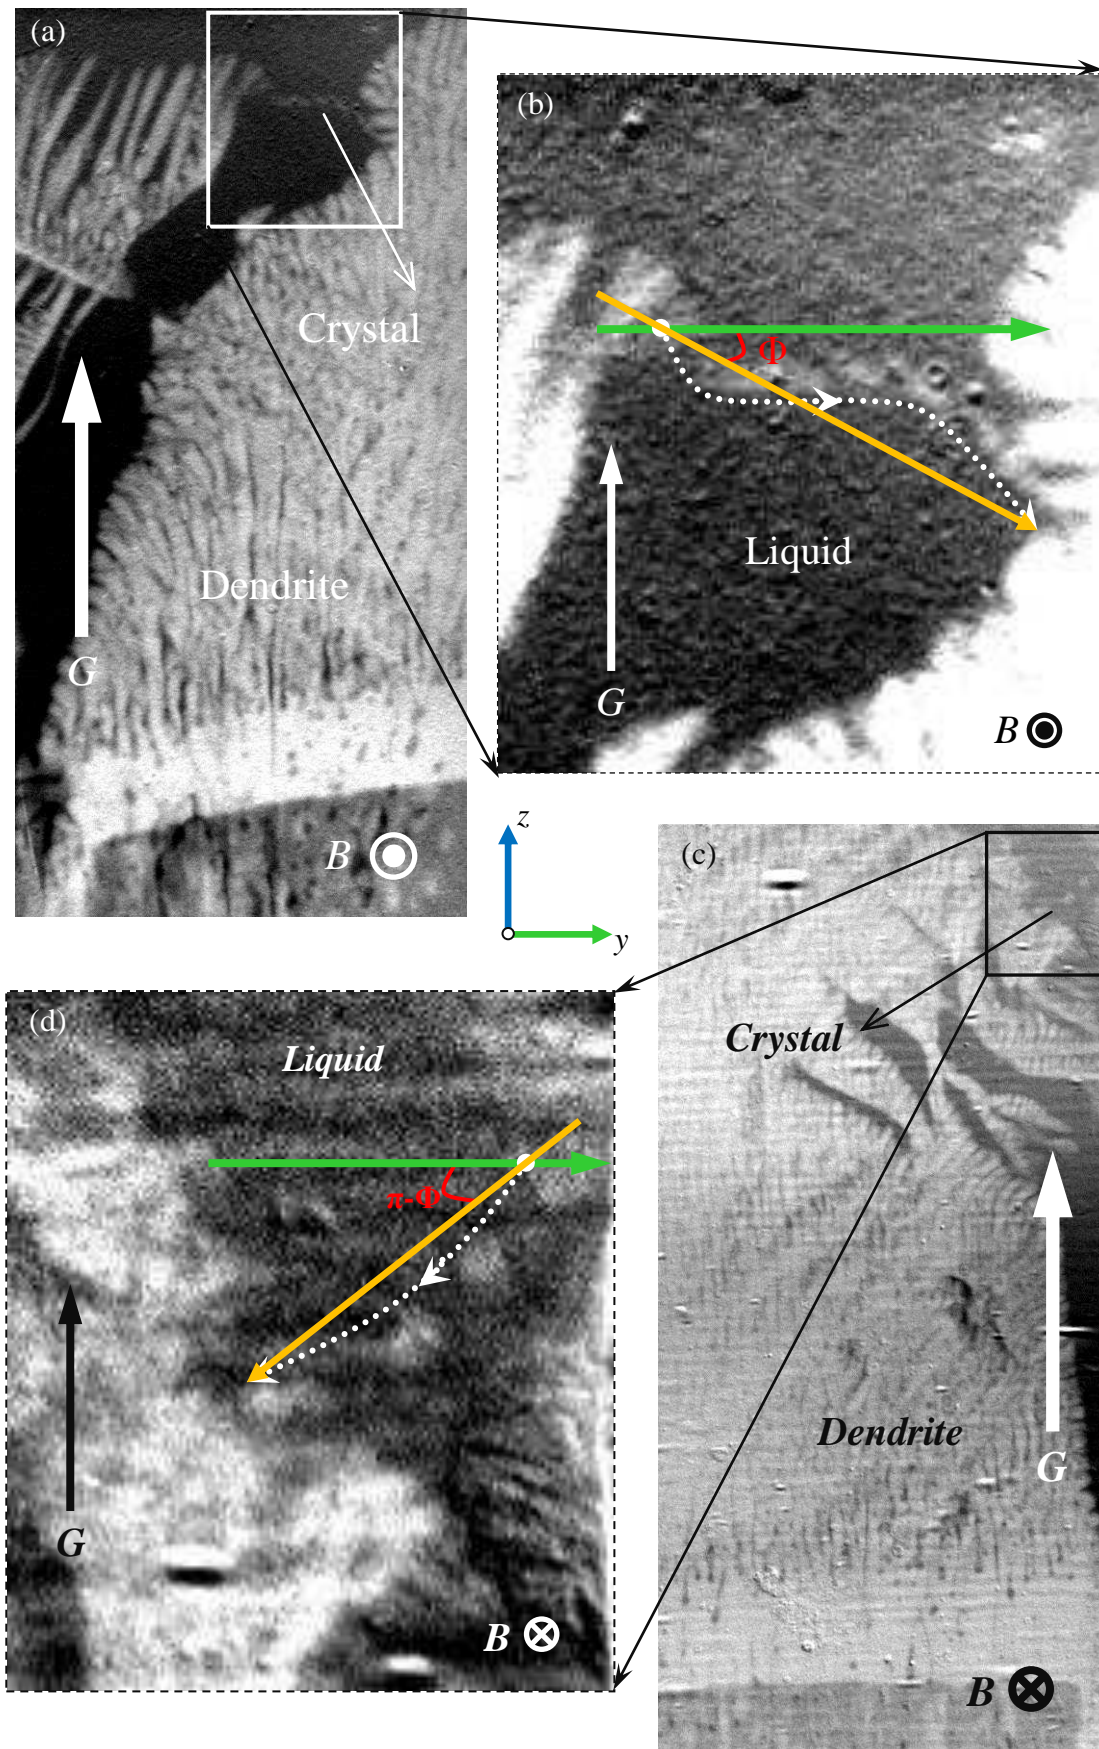 (a)
Crystal
Dendrite
G
B
(b)
Φ
Liquid
G
B
z
y
(c)
Crystal
Dendrite
G
B
(d)
Liquid
π-Φ
G
B